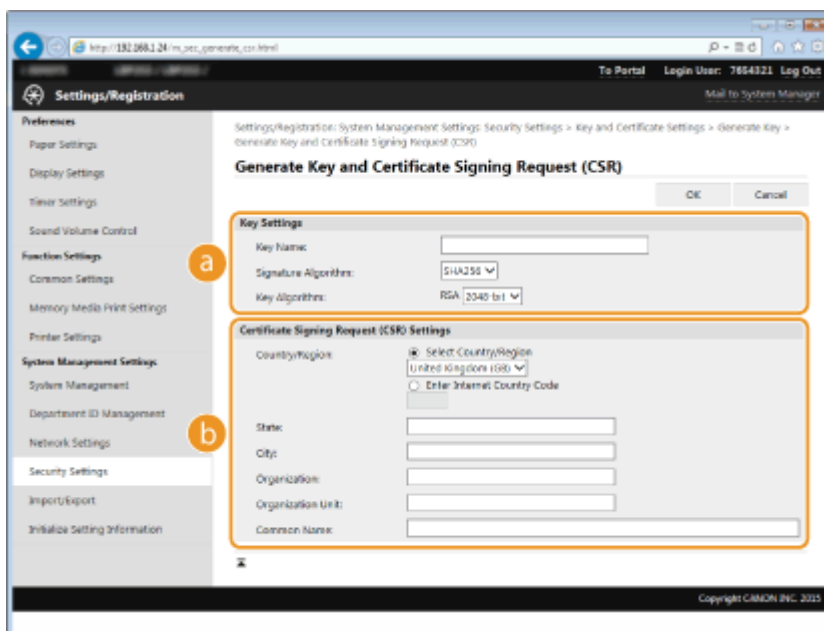 http://192.168.1.24/m_sec_generate_csr.html
To Portal Login User: 7654321 Log Out
Settings/Registration
Mail to System Manager
Preferences
Paper Settings
Display Settings
Timer Settings
Sound Volume Control
Function Settings
Common Settings
Memory Media Print Settings
Printer Settings
System Management Settings
System Management
Department ID Management
Network Settings
Security Settings
Import/Export
Initialize Setting Information
Settings/Registration: System Management Settings: Security Settings > Key and Certificate Settings > Generate Key >
Generate Key and Certificate Signing Request (CSR)
Generate Key and Certificate Signing Request (CSR)
OK Cancel
a
Key Settings
Key Name:
Signature Algorithm: SHA256
Key Algorithm: RSA 2048-bit
b
Certificate Signing Request (CSR) Settings
Country/Region: Select Country/Region
United Kingdom (GB)
Enter Internet Country Code
State:
City:
Organization:
Organization Unit:
Common Name:
Copyright CANON INC. 2015